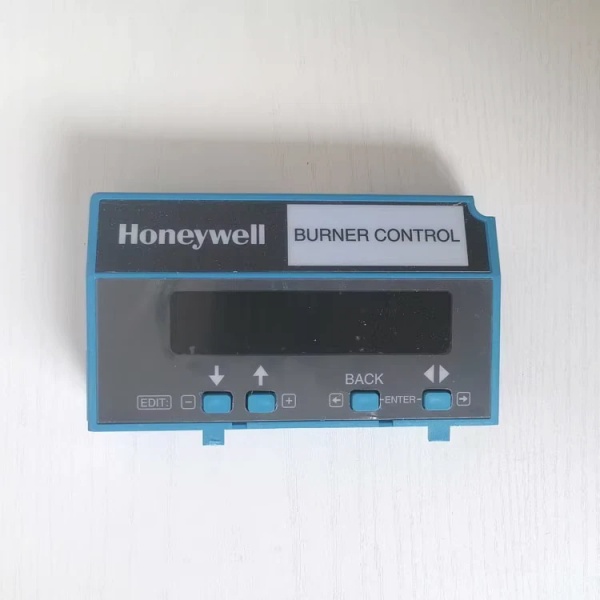 Honeywell
BURNER CONTROL
BACK
EDIT: - + ← -ENTER- →